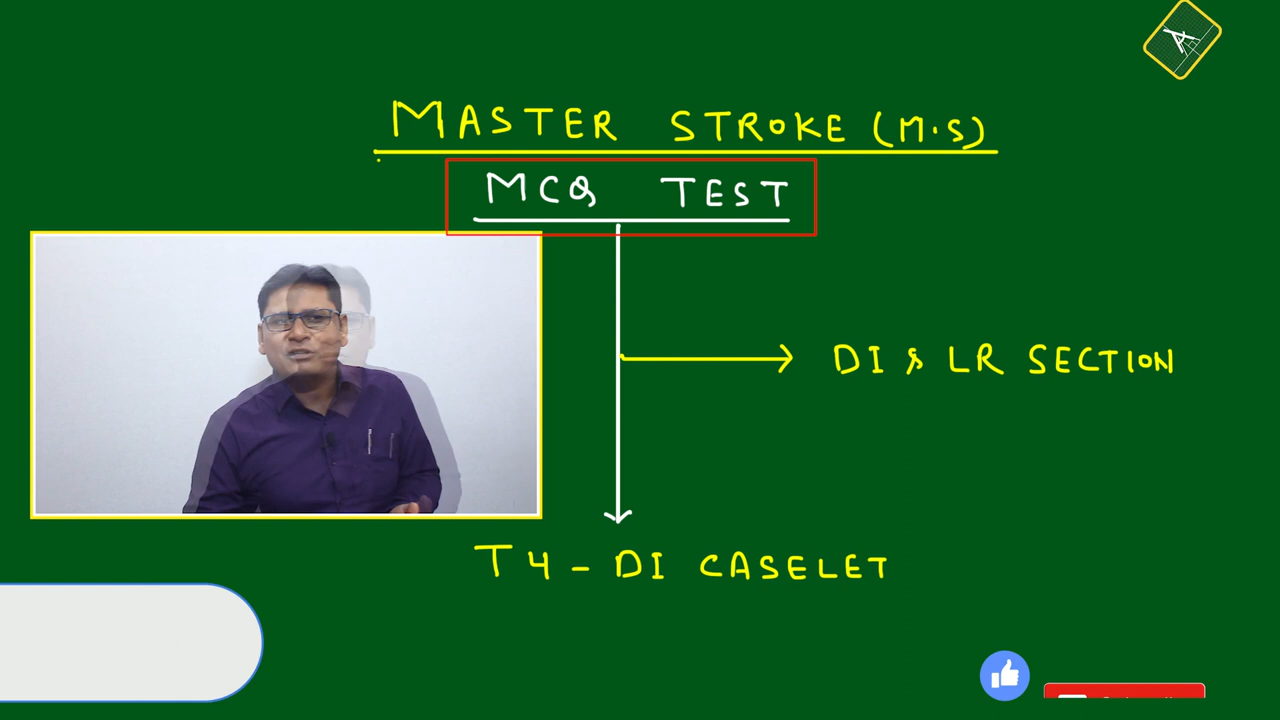 MASTER STROKE (M.S)
MCQ TEST
DI & LR SECTION
T4 - DI CASELET